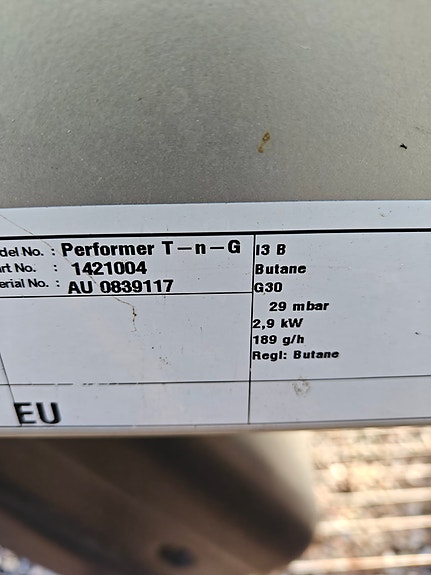 del No. : Performer T-n-G
rt No. : 1421004
erial No. : AU 0839117
I3 B
Butane
G30
29 mbar
2,9 kW
189 g/h
Regl: Butane
EU